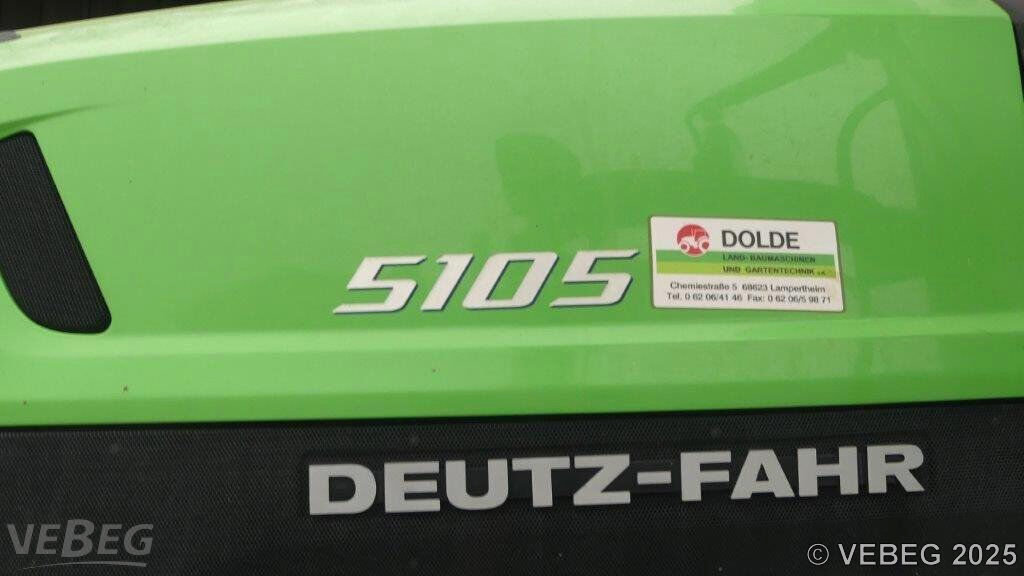 5105
DOLDE
LAND- BAUMASCHINEN
UND GARTENTECHNIK e.K.
Chemiestraße 5 68623 Lampertheim
Tel. 0 62 06/41 46 Fax: 0 62 06/5 98 71
DEUTZ-FAHR
VEBEG
© VEBEG 2025